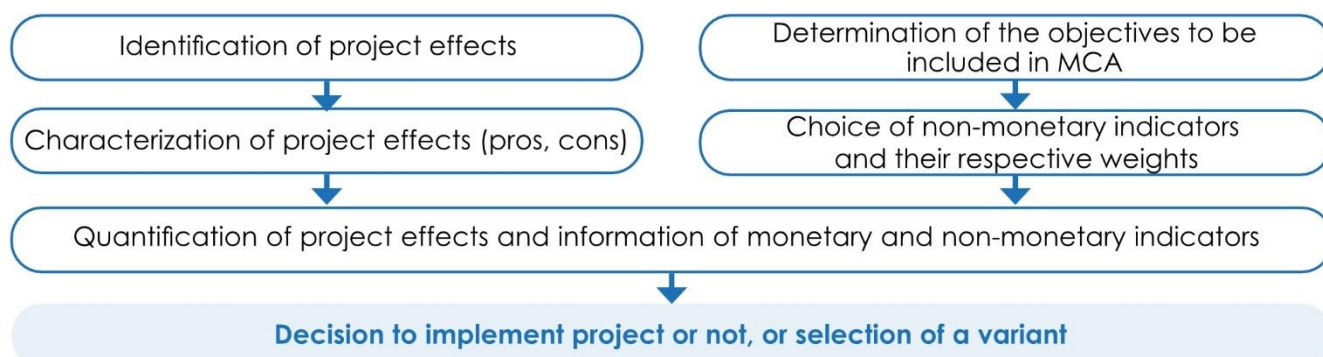 Identification of project effects
Determination of the objectives to be
included in MCA
Characterization of project effects (pros, cons)
Choice of non-monetary indicators
and their respective weights
Quantification of project effects and information of monetary and non-monetary indicators
Decision to implement project or not, or selection of a variant